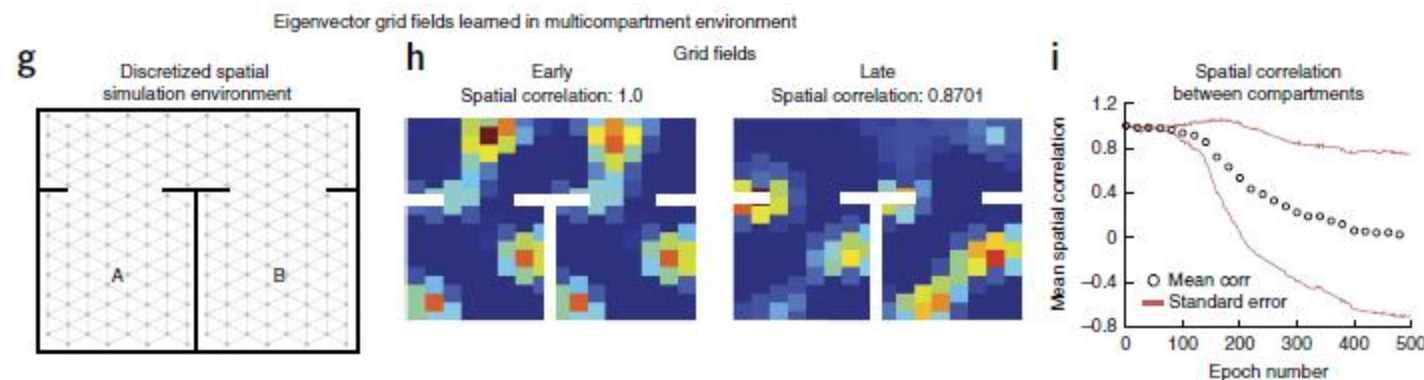 Eigenvector grid fields learned in multicompartment environment
g
Discretized spatial
simulation environment
A
B
h
Grid fields
Early
Spatial correlation: 1.0
Late
Spatial correlation: 0.8701
i
Spatial correlation
between compartments
Mean spatial correlation
1.2
0.8
0.4
0
–0.4
–0.8
Mean corr
Standard error
0
100
200
300
400
500
Epoch number